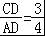 CD/AD = 3/4